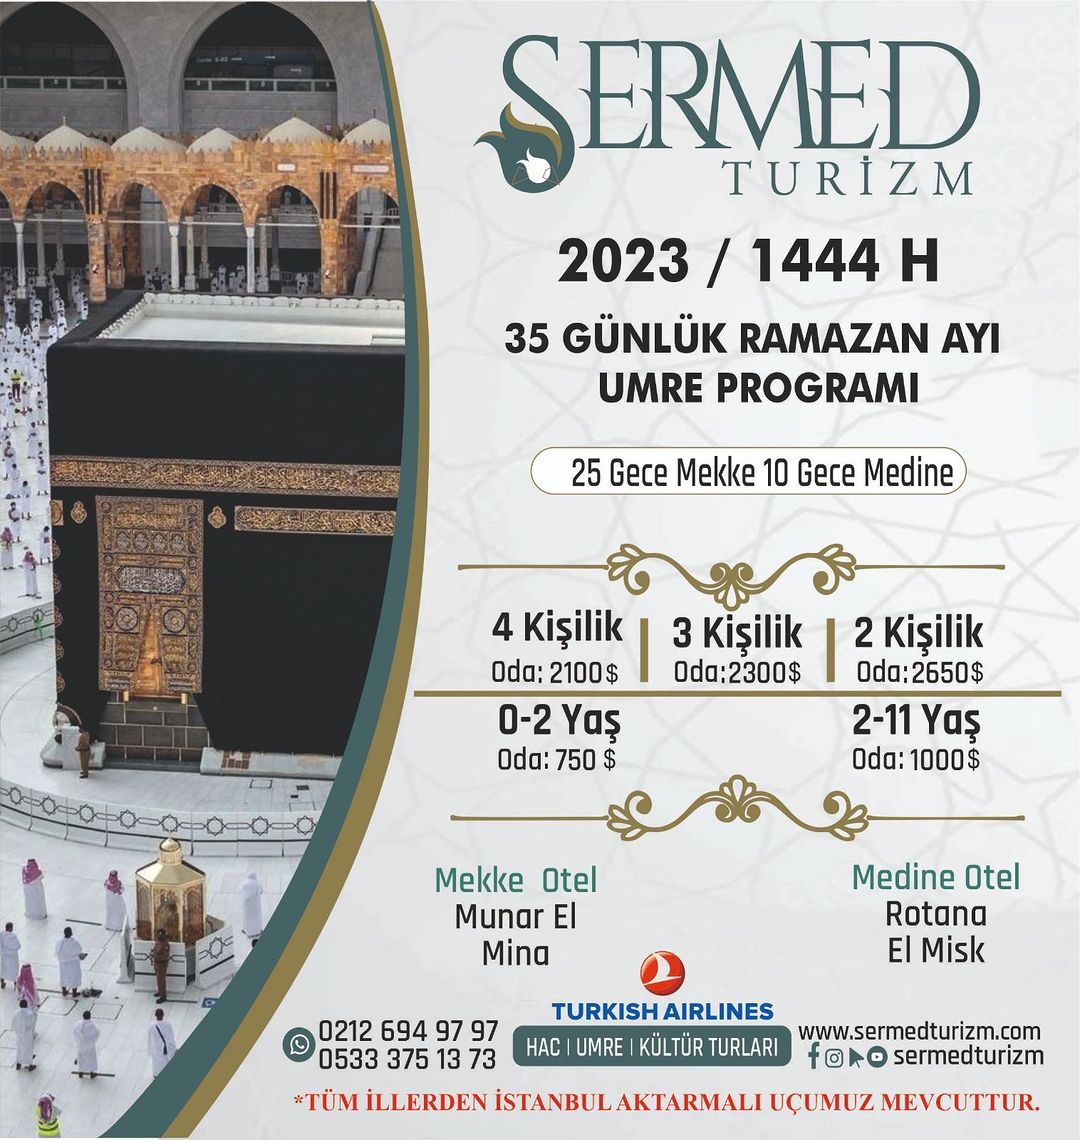 SERMED
TURİZM
2023 / 1444 H
35 GÜNLÜK RAMAZAN AYI
UMRE PROGRAMI
25 Gece Mekke 10 Gece Medine
4 Kişilik
Oda: 2100$
3 Kişilik
Oda:2300$
2 Kişilik
Oda:2650$
0-2 Yaş
Oda: 750 $
2-11 Yaş
Oda: 1000$
Mekke Otel
Munar El
Mina
Medine Otel
Rotana
El Misk
TURKISH AIRLINES
HAC | UMRE | KÜLTÜR TURLARI
0212 694 97 97
0533 375 13 73
www.sermedturizm.com
sermedturizm
*TÜM İLLERDEN İSTANBUL AKTARMALI UÇUMUZ MEVCUTTUR.